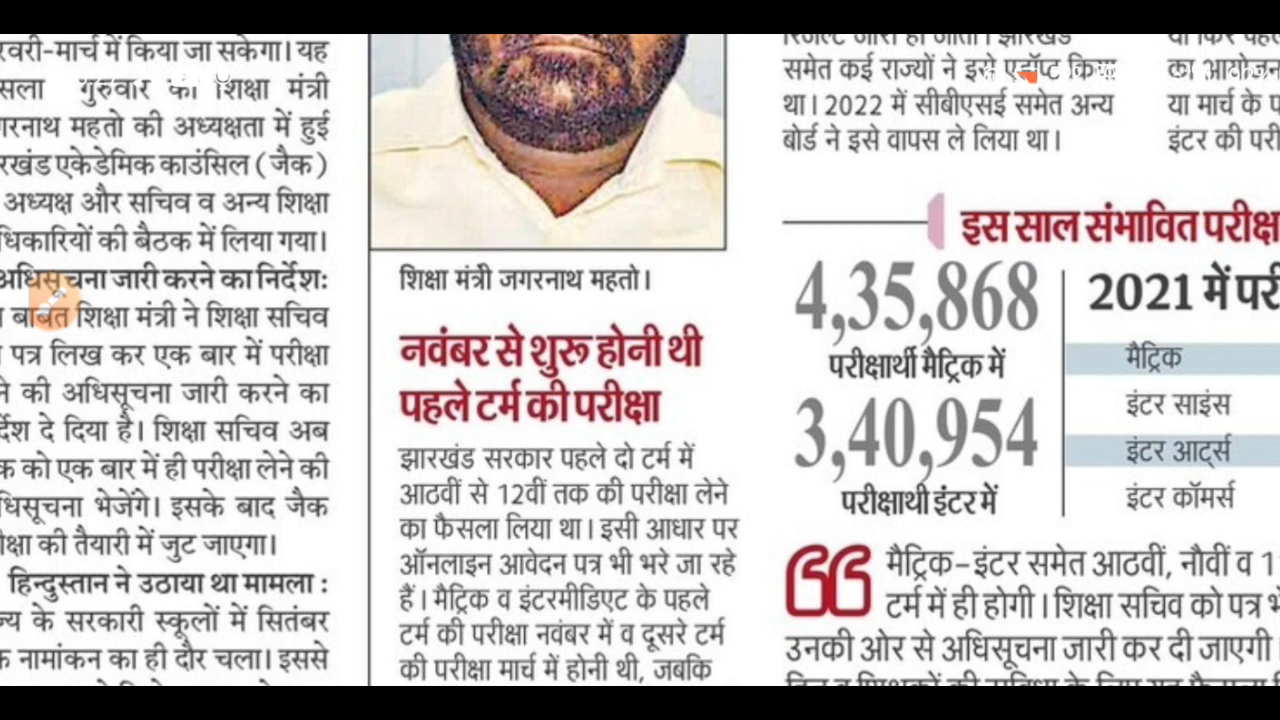 रवरी-मार्च में किया जा सकेगा। यह
सला गुरुवार को शिक्षा मंत्री
गरनाथ महतो की अध्यक्षता में हुई
रखंड एकेडेमिक काउंसिल (जैक)
अध्यक्ष और सचिव व अन्य शिक्षा
धिकारियों की बैठक में लिया गया।
अधिसूचना जारी करने का निर्देश:
बाबत शिक्षा मंत्री ने शिक्षा सचिव
पत्र लिख कर एक बार में परीक्षा
ने की अधिसूचना जारी करने का
र्देश दे दिया है। शिक्षा सचिव अब
क को एक बार में ही परीक्षा लेने की
धिसूचना भेजेंगे। इसके बाद जैक
ीक्षा की तैयारी में जुट जाएगा।
हिन्दुस्तान ने उठाया था मामला :
ज्य के सरकारी स्कूलों में सितंबर
क नामांकन का ही दौर चला। इससे
शिक्षा मंत्री जगरनाथ महतो।
नवंबर से शुरू होनी थी
पहले टर्म की परीक्षा
झारखंड सरकार पहले दो टर्म में
आठवीं से 12वीं तक की परीक्षा लेने
का फैसला लिया था। इसी आधार पर
ऑनलाइन आवेदन पत्र भी भरे जा रहे
हैं। मैट्रिक व इंटरमीडिएट के पहले
टर्म की परीक्षा नवंबर में व दूसरे टर्म
की परीक्षा मार्च में होनी थी, जबकि
रिजल्ट जारी हो जाता। झारखंड
समेत कई राज्यों ने इसे
था। 2022 में सीबीएसई समेत अन्य
बोर्ड ने इसे वापस ले लिया था।
का आयोजन
या मार्च के प
इंटर की परी
इस साल संभावित परीक्ष
4,35,868
परीक्षार्थी मैट्रिक में
3,40,954
परीक्षाथी इंटर में
2021 में परी
मैट्रिक
इंटर साइंस
इंटर आर्ट्स
इंटर कॉमर्स
मैट्रिक-इंटर समेत आठवीं, नौवीं व 1
टर्म में ही होगी। शिक्षा सचिव को पत्र भे
उनकी ओर से अधिसूचना जारी कर दी जाएगी।